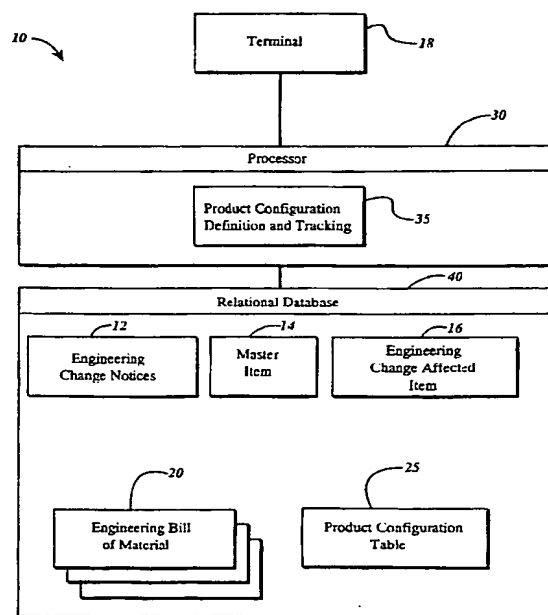 10
Terminal
18
30
Processor
Product Configuration
Definition and Tracking
35
40
Relational Database
12
14
16
Engineering
Change Notices
Master
Item
Engineering
Change Affected
Item
20
25
Engineering Bill
of Material
Product Configuration
Table